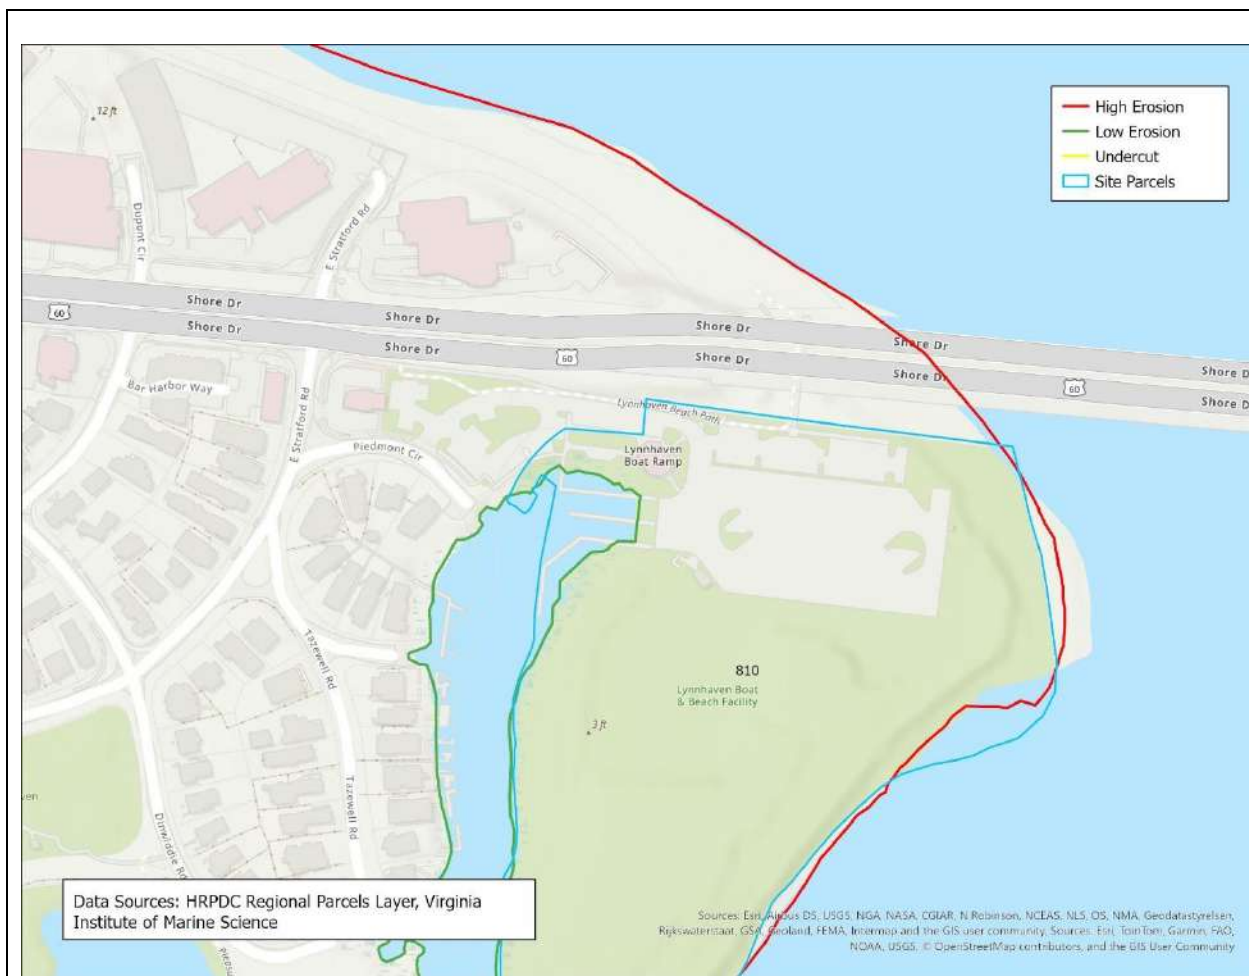 12 ft
High Erosion
Low Erosion
Undercut
Site Parcels
Dupont Cir
E Stratford Rd
Shore Dr
Shore Dr
Shore Dr
Shore Dr
Shore D
60
Shore Dr
Shore Dr
60
Shore Dr
Shore Dr
60
Shore D
Bar Harbor Way
E Stratford Rd
Lynnhaven Beach Path
Piedmont Cir
Lynnhaven
Boat Ramp
Tazewell Rd
810
Lynnhaven Boat
& Beach Facility
3 ft
ven
Tazewell Rd
Dinwiddie Rd
Data Sources: HRPDC Regional Parcels Layer, Virginia
Institute of Marine Science
Sources: Esri, Airbus DS, USGS, NGA, NASA, CGIAR, N Robinson, NCEAS, NLS, OS, NMA, Geodatastyrelsen,
Rijkswaterstaat, GSA, Geoland, FEMA, Intermap and the GIS user community, Sources: Esri, TomTom, Garmin, FAO,
NOAA, USGS, © OpenStreetMap contributors, and the GIS User Community